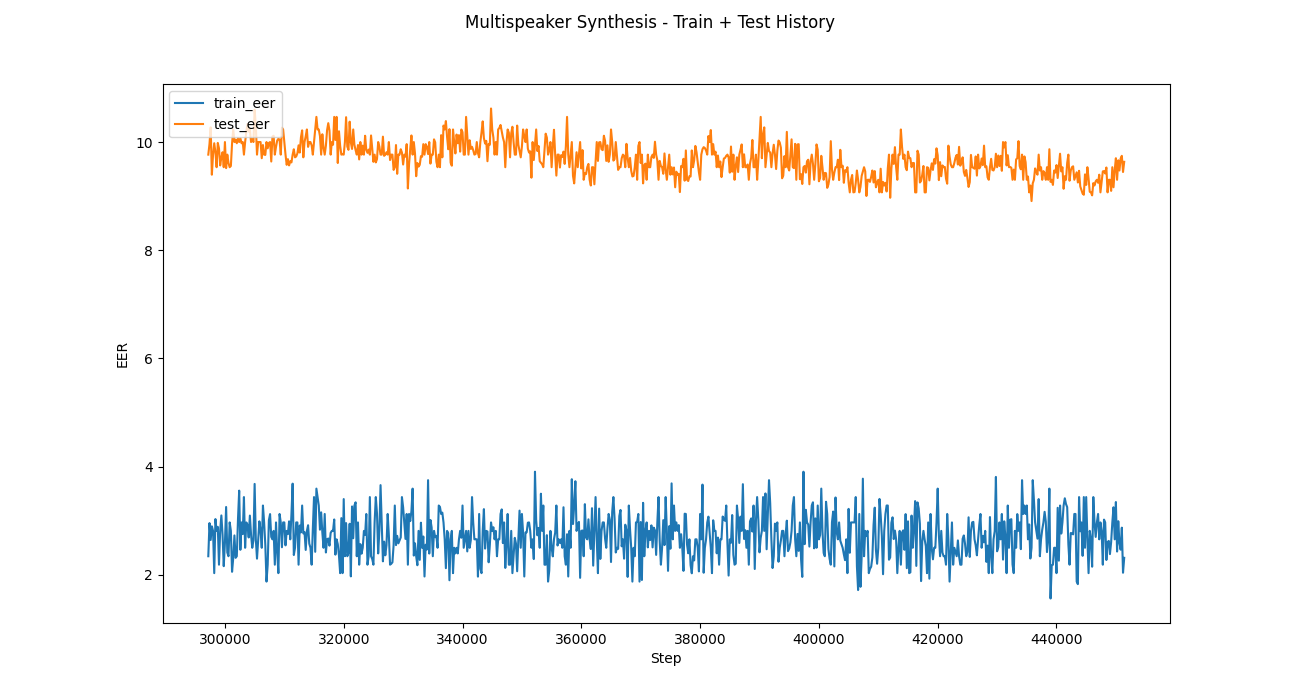 Multispeaker Synthesis - Train + Test History
train_eer
test_eer
10
8
6
4
2
EER
300000 320000 340000 360000 380000 400000 420000 440000
Step